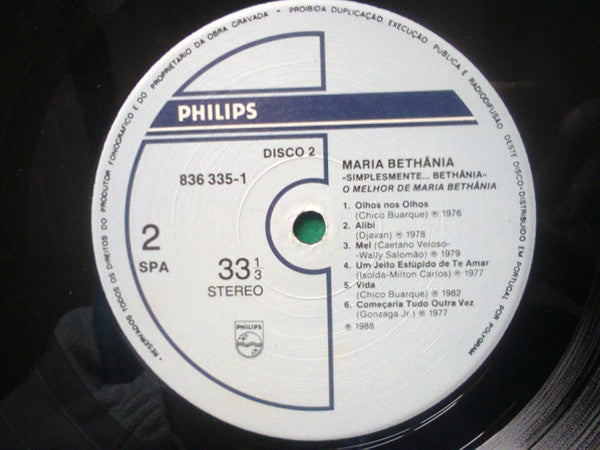 • RESERVADOS TODOS OS DIREITOS DO PRODUTOR FONOGRÁFICO E DO PROPRIETÁRIO DA OBRA GRAVADA • PROIBIDA DUPLICAÇÃO, EXECUÇÃO PÚBLICA E RADIODIFUSÃO DESTE DISCO • DISTRIBUÍDO EM PORTUGAL POR POLYGRAM
PHILIPS
DISCO 2
836 335-1
2
SPA
33 1/3
STEREO
PHILIPS
MARIA BETHÂNIA
«SIMPLESMENTE... BETHÂNIA»
O MELHOR DE MARIA BETHÂNIA
1. Olhos nos Olhos
(Chico Buarque) ℗ 1976
2. Alibi
(Djavan) ℗ 1978
3. Mel (Caetano Veloso-
Wally Salomão) ℗ 1979
4. Um Jeito Estúpido de Te Amar
(Isolda-Milton Carlos) ℗ 1977
5. Vida
(Chico Buarque) ℗ 1982
6. Começaria Tudo Outra Vez
(Gonzaga Jr.) ℗ 1977
℗ 1988